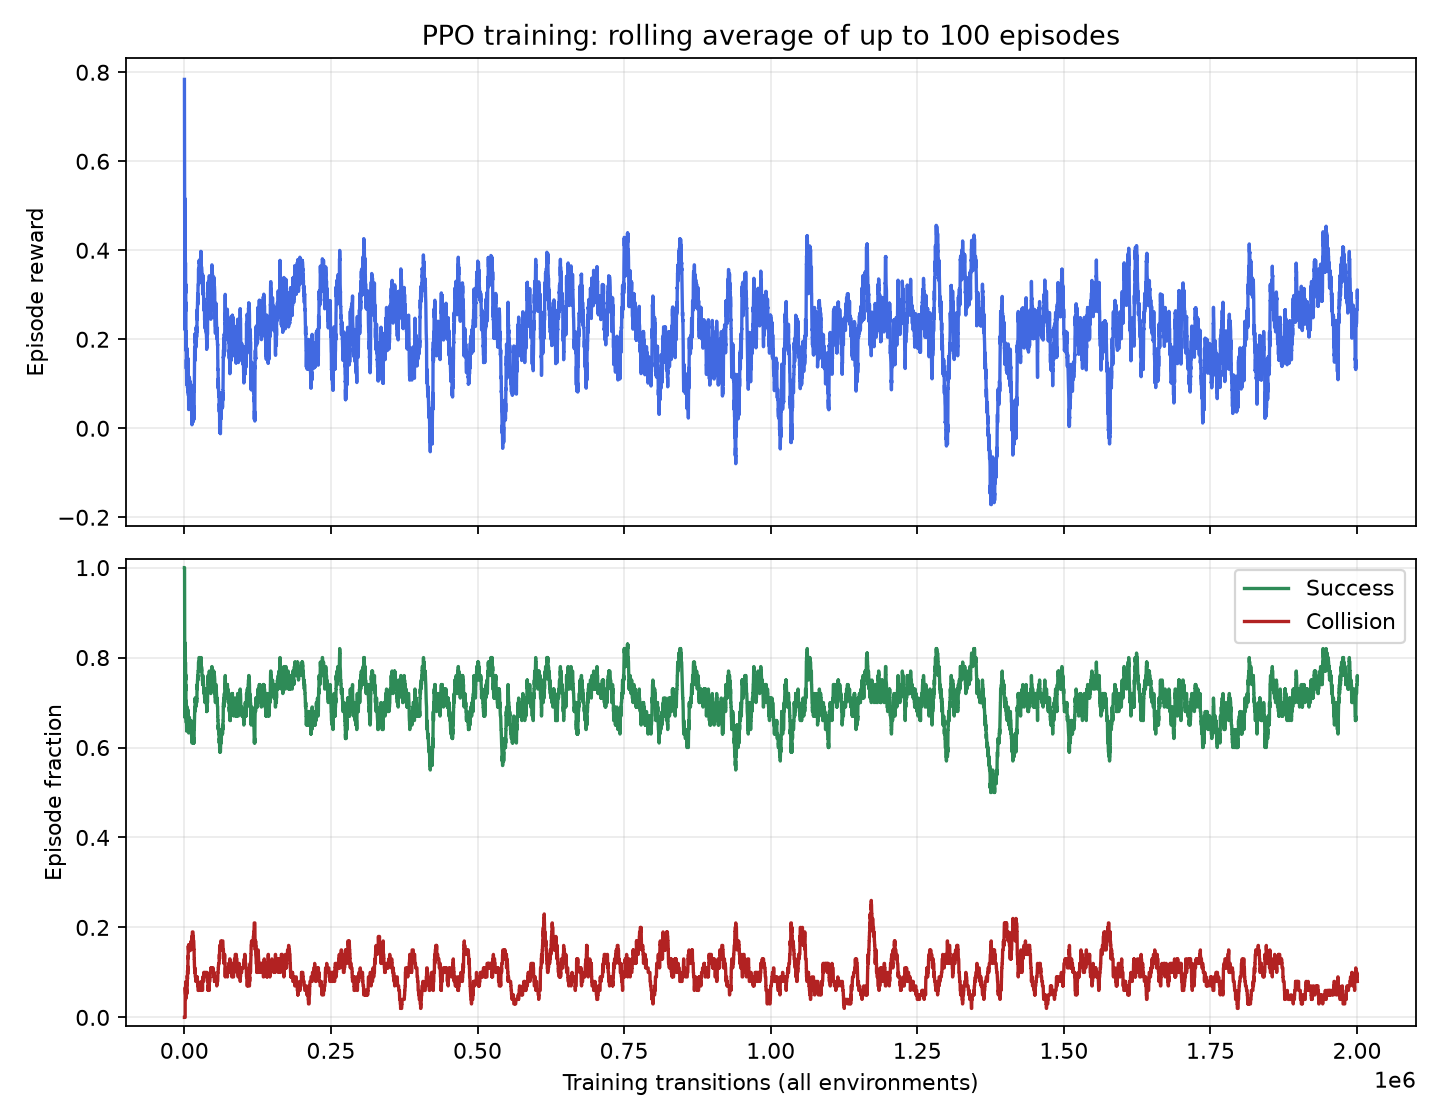 PPO training: rolling average of up to 100 episodes
0.8
0.6
0.4
0.2
0.0
−0.2
Episode reward
1.0
0.8
0.6
0.4
0.2
0.0
Episode fraction
Success
Collision
0.00 0.25 0.50 0.75 1.00 1.25 1.50 1.75 2.00
Training transitions (all environments)
1e6